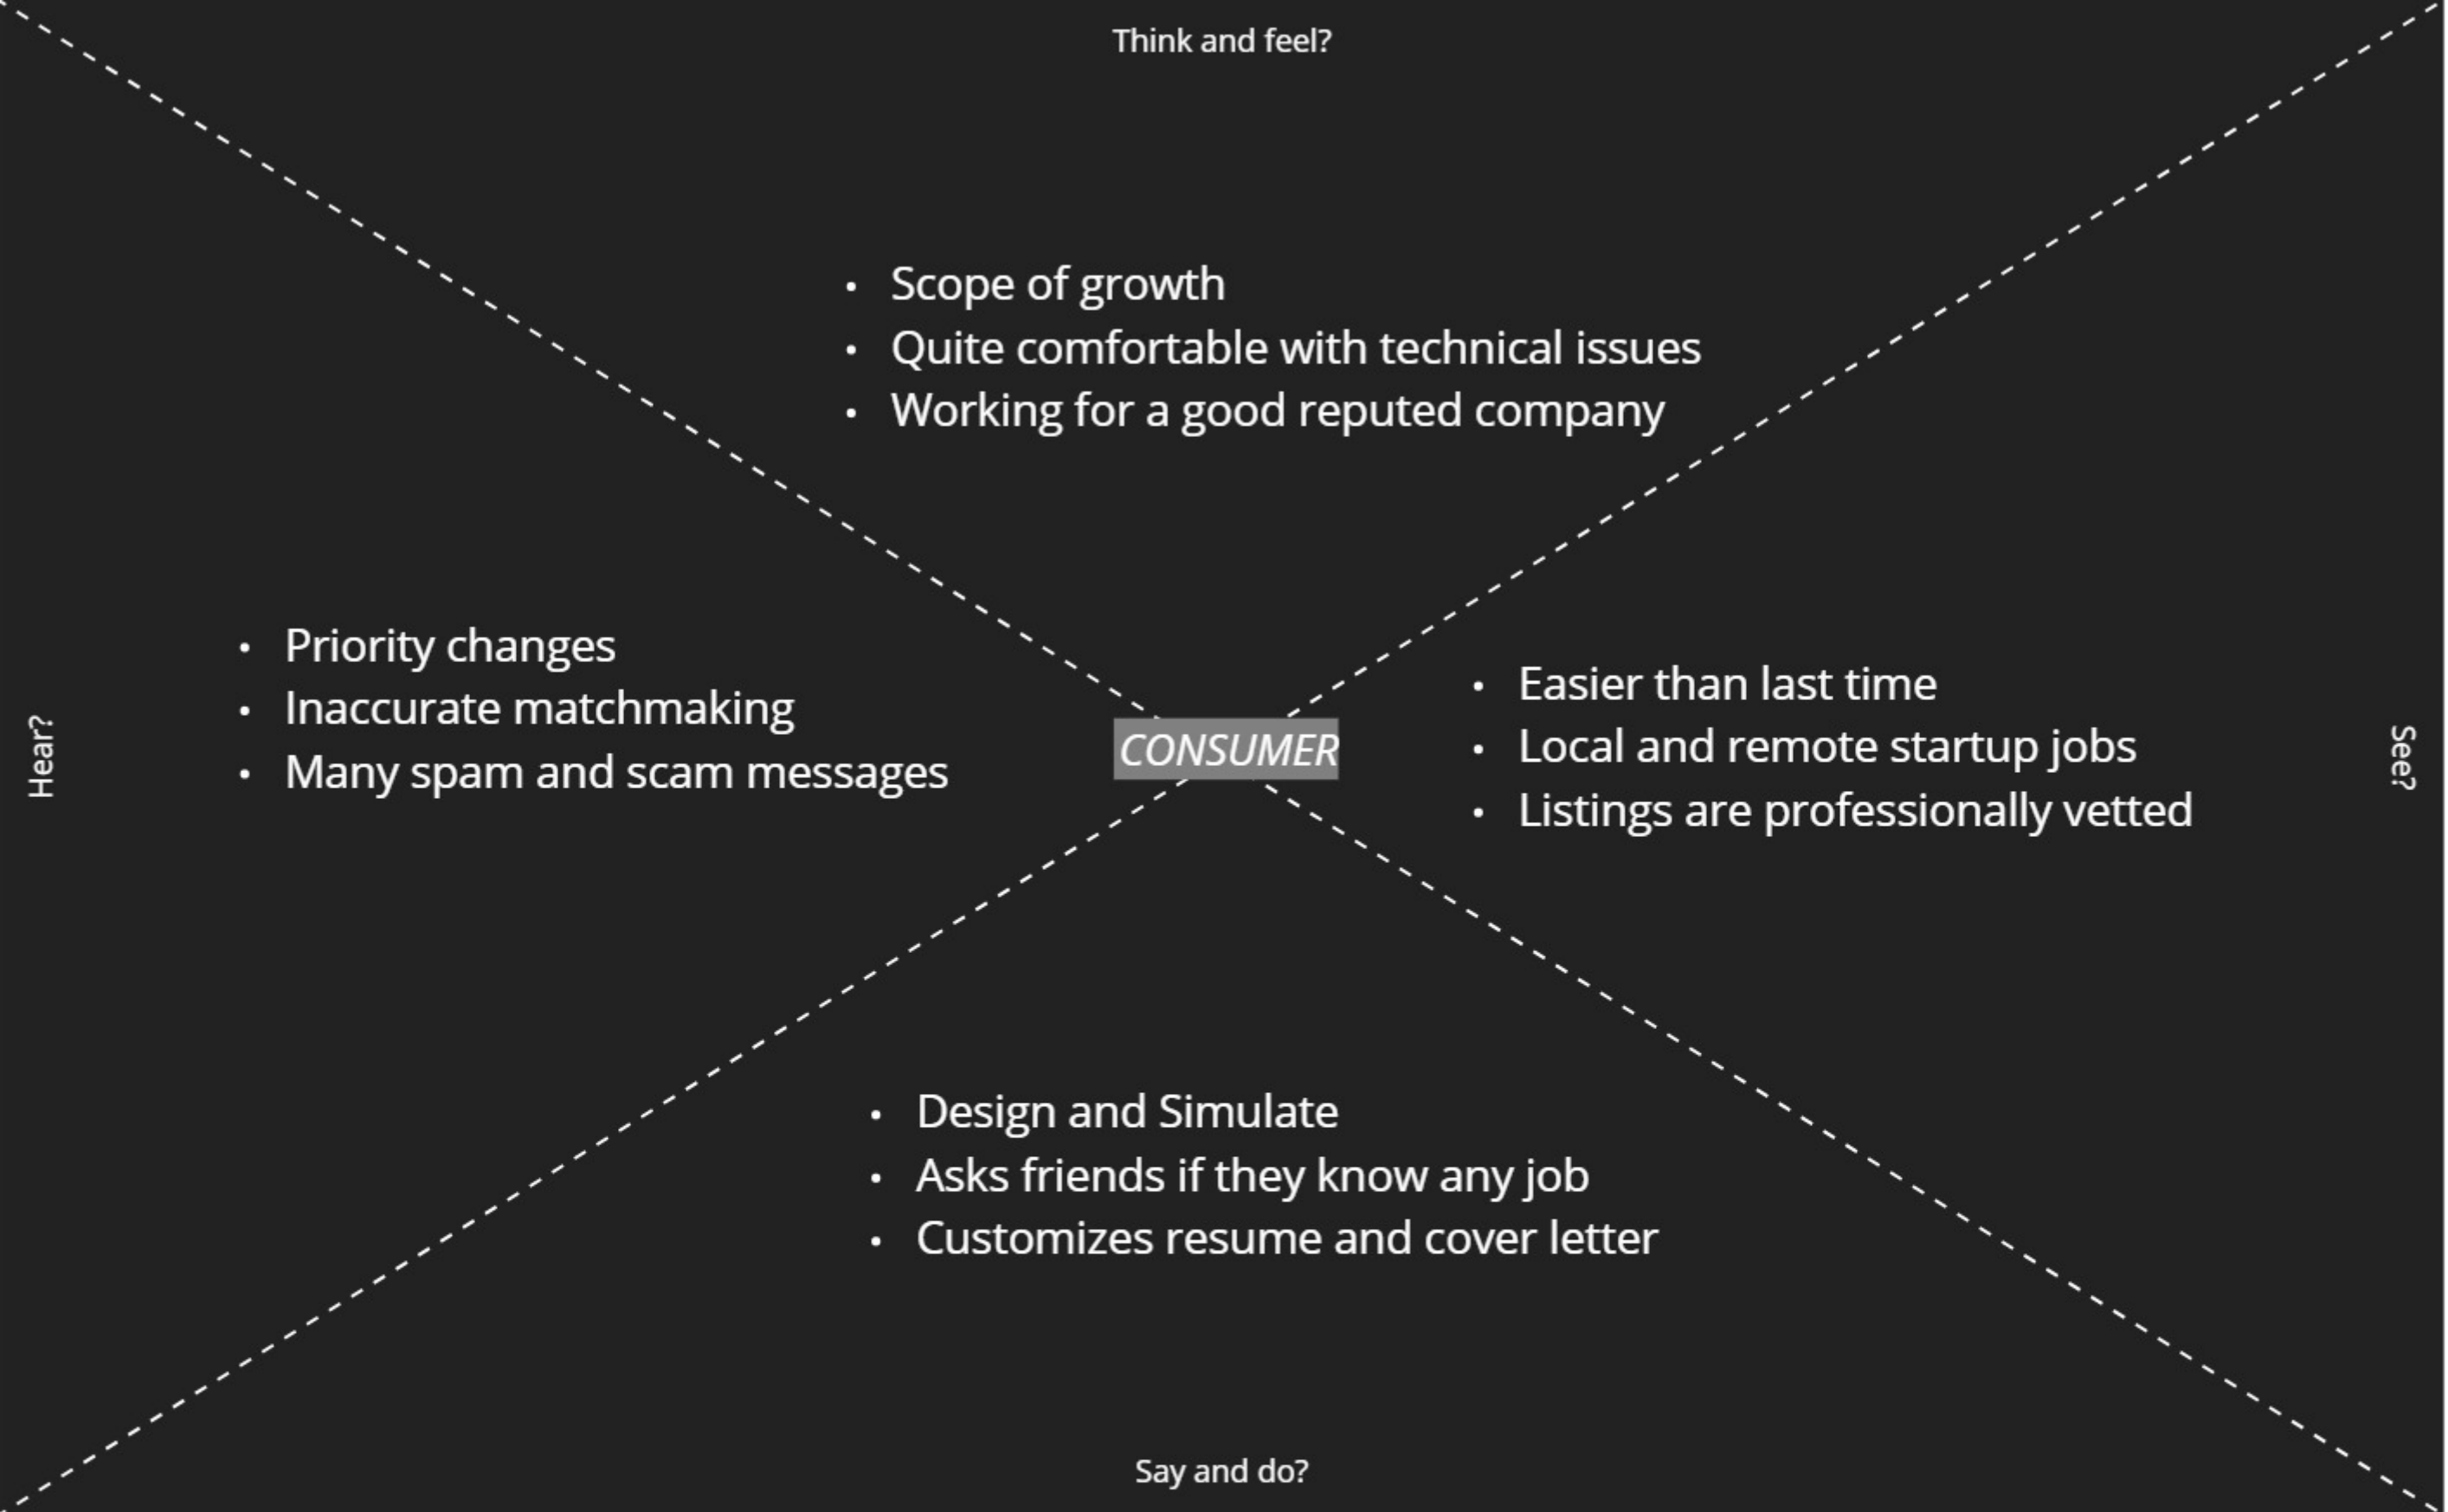 Think and feel?
• Scope of growth
• Quite comfortable with technical issues
• Working for a good reputed company
Hear?
• Priority changes
• Inaccurate matchmaking
• Many spam and scam messages
CONSUMER
• Easier than last time
• Local and remote startup jobs
• Listings are professionally vetted
See?
• Design and Simulate
• Asks friends if they know any job
• Customizes resume and cover letter
Say and do?